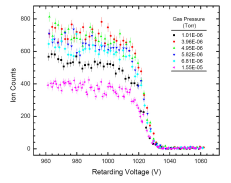 Gas Pressure
(Torr)
1.01E-06
3.96E-06
4.95E-06
5.92E-06
6.81E-06
1.55E-05
800
600
400
200
0
Ion Counts
960
980
1000
1020
1040
1060
Retarding Voltage (V)